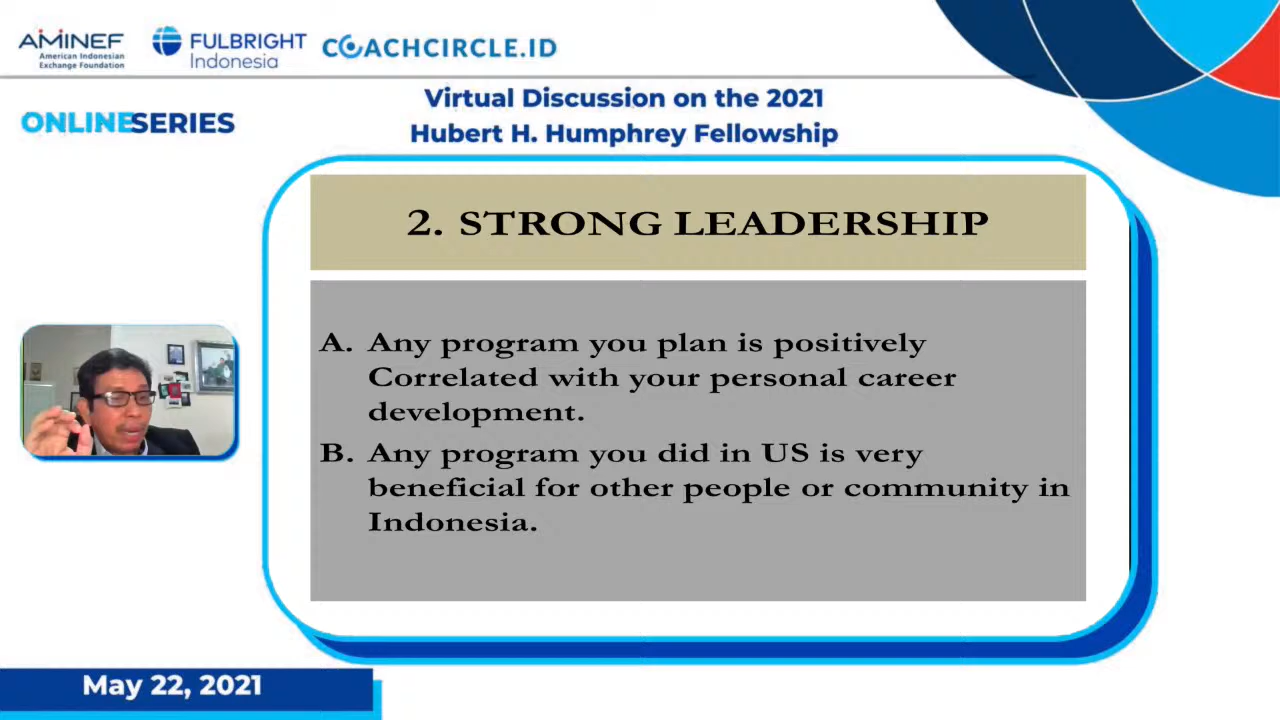 AMINEF
American Indonesian
Exchange Foundation
FULBRIGHT
Indonesia
COACHCIRCLE.ID
ONLINESERIES
Virtual Discussion on the 2021
Hubert H. Humphrey Fellowship
2. STRONG LEADERSHIP
A. Any program you plan is positively
Correlated with your personal career
development.
B. Any program you did in US is very
beneficial for other people or community in
Indonesia.
May 22, 2021